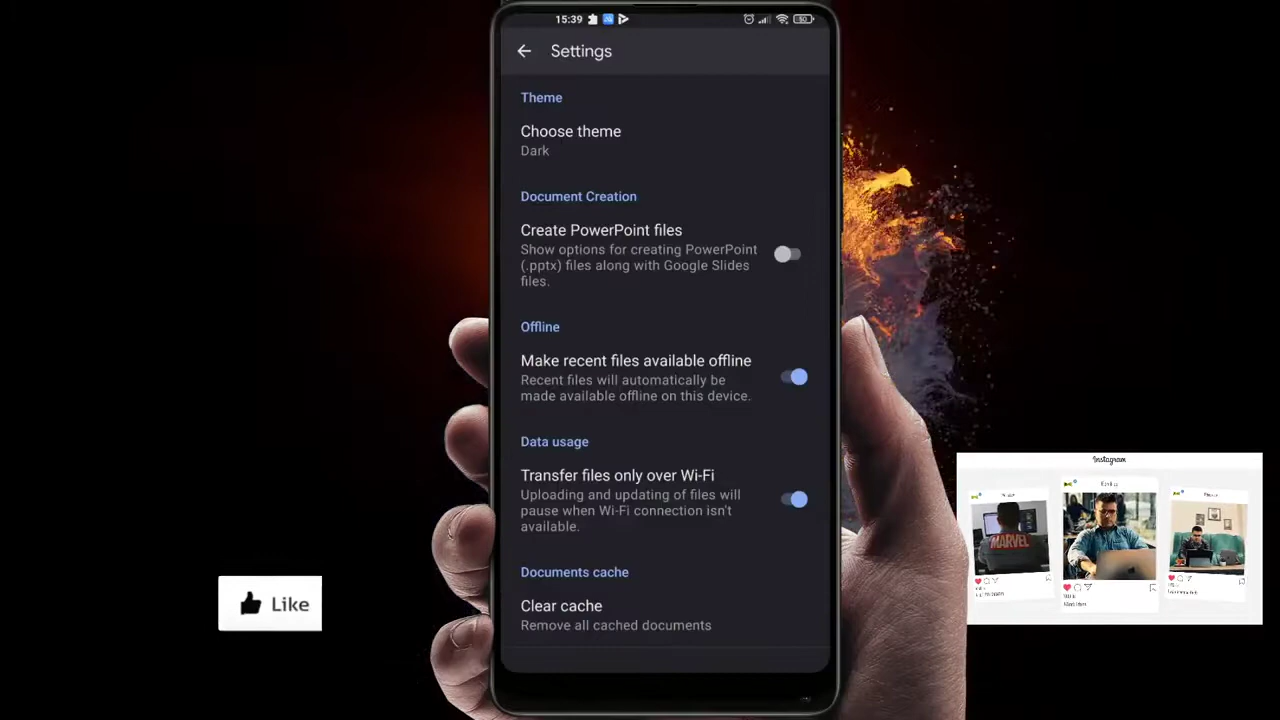 15:39
50
Settings
Theme
Choose theme
Dark
Document Creation
Create PowerPoint files
Show options for creating PowerPoint
(.pptx) files along with Google Slides
files.
Offline
Make recent files available offline
Recent files will automatically be
made available offline on this device.
Data usage
Transfer files only over Wi-Fi
Uploading and updating of files will
pause when Wi-Fi connection isn't
available.
Documents cache
Clear cache
Remove all cached documents
Like
Instagram
MARVEL